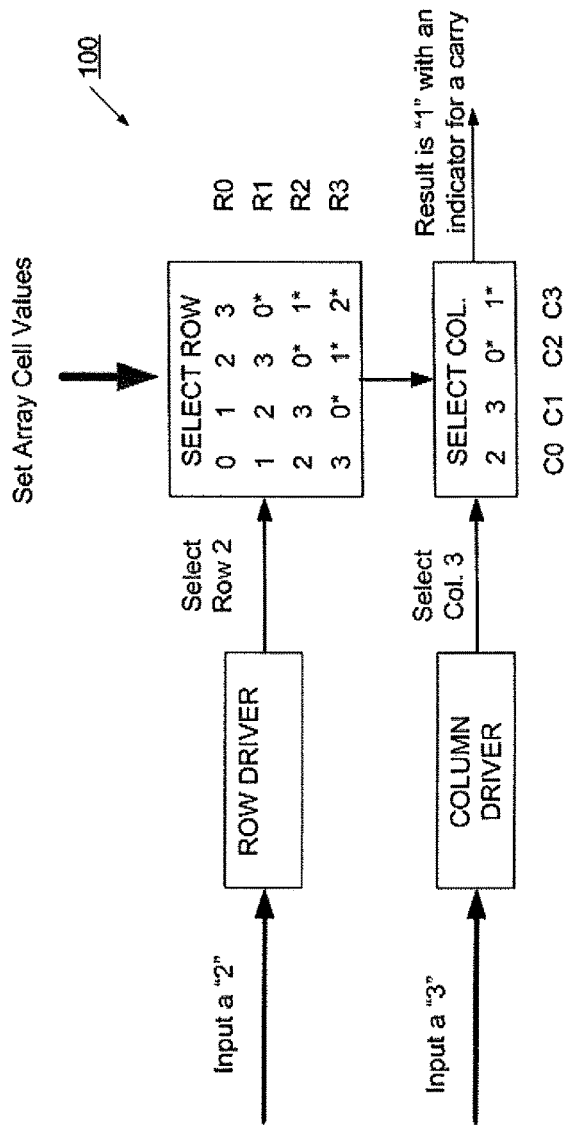 100
Set Array Cell Values
Input a “2”
ROW DRIVER
Select
Row 2
SELECT ROW
0 1 2 3
1 2 3 0*
2 3 0* 1*
3 0* 1* 2*
R0
R1
R2
R3
Input a “3”
COLUMN
DRIVER
Select
Col. 3
SELECT COL.
2 3 0* 1*
C0 C1 C2 C3
Result is “1” with an
indicator for a carry